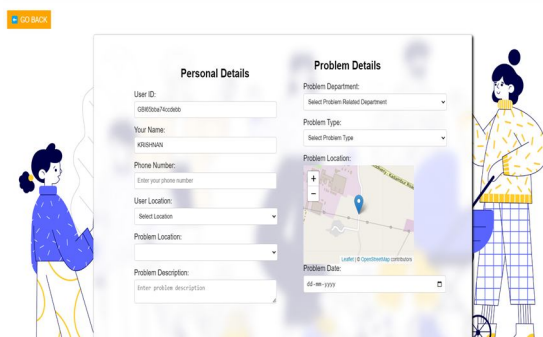 GO BACK
Personal Details
User ID:
GBI65bba74ccdebb
Your Name:
KRISHNAN
Phone Number:
Enter your phone number
User Location:
Select Location
Problem Location:
Problem Description:
Enter problem description
Problem Details
Problem Department:
Select Problem Related Department
Problem Type:
Select Problem Type
Problem Location:
+
−
Leaflet | © OpenStreetMap contributors
Problem Date:
dd-mm-yyyy